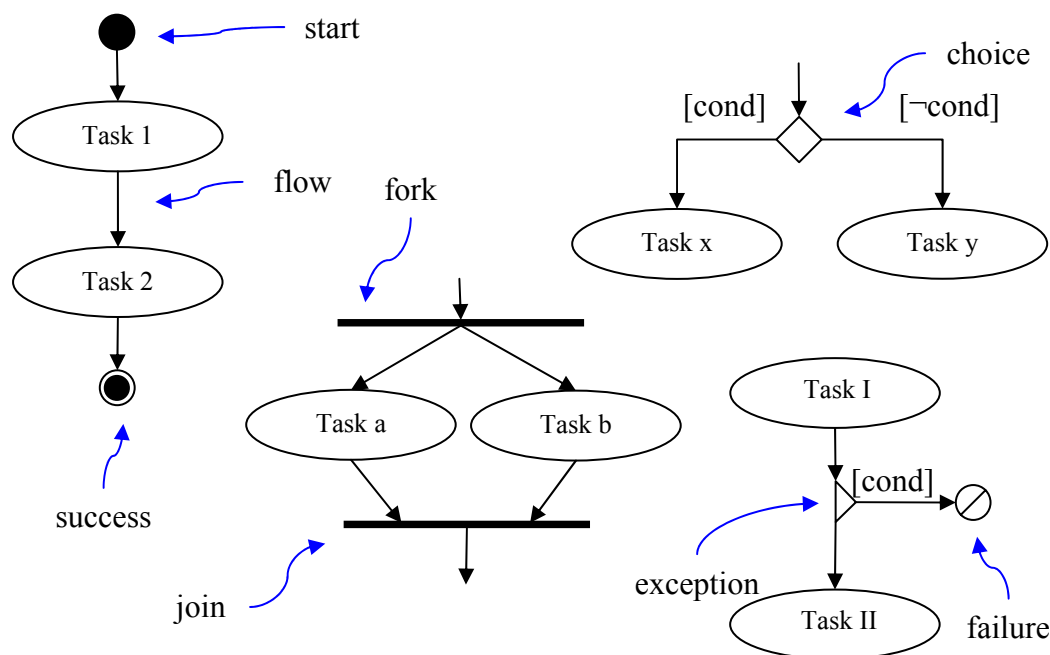 start
Task 1
flow
Task 2
success
fork
Task a
Task b
join
choice
[cond]
[¬cond]
Task x
Task y
Task I
[cond]
exception
Task II
failure